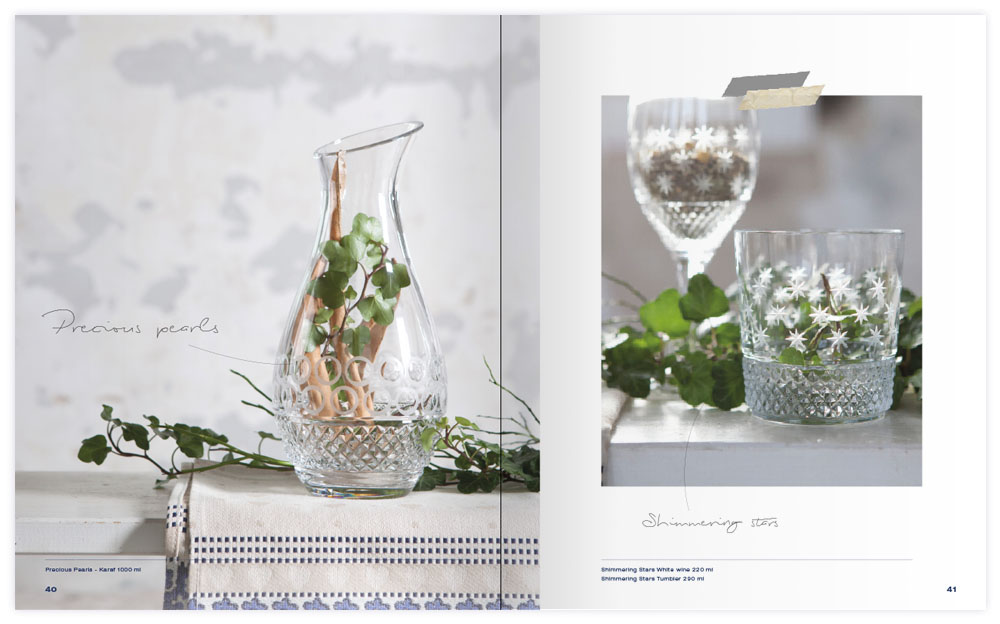 Precious pearls
Precious Pearls - Karaf 1000 ml
40
Shimmering stars
Shimmering Stars White wine 220 ml
Shimmering Stars Tumbler 290 ml
41